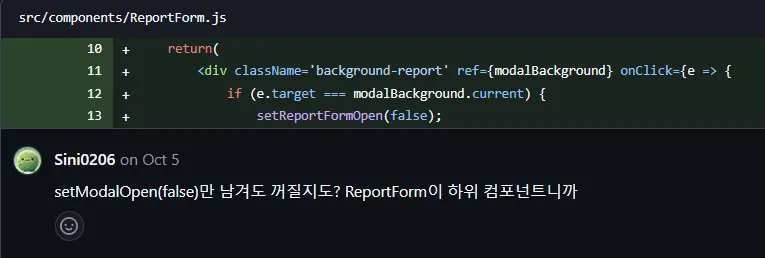 src/components/ReportForm.js
10 + return(
11 + <div className='background-report' ref={modalBackground} onClick={e => {
12 + if (e.target === modalBackground.current) {
13 + setReportFormOpen(false);
Sini0206 on Oct 5
setModalOpen(false)만 남겨도 꺼질지도? ReportForm이 하위 컴포넌트니까